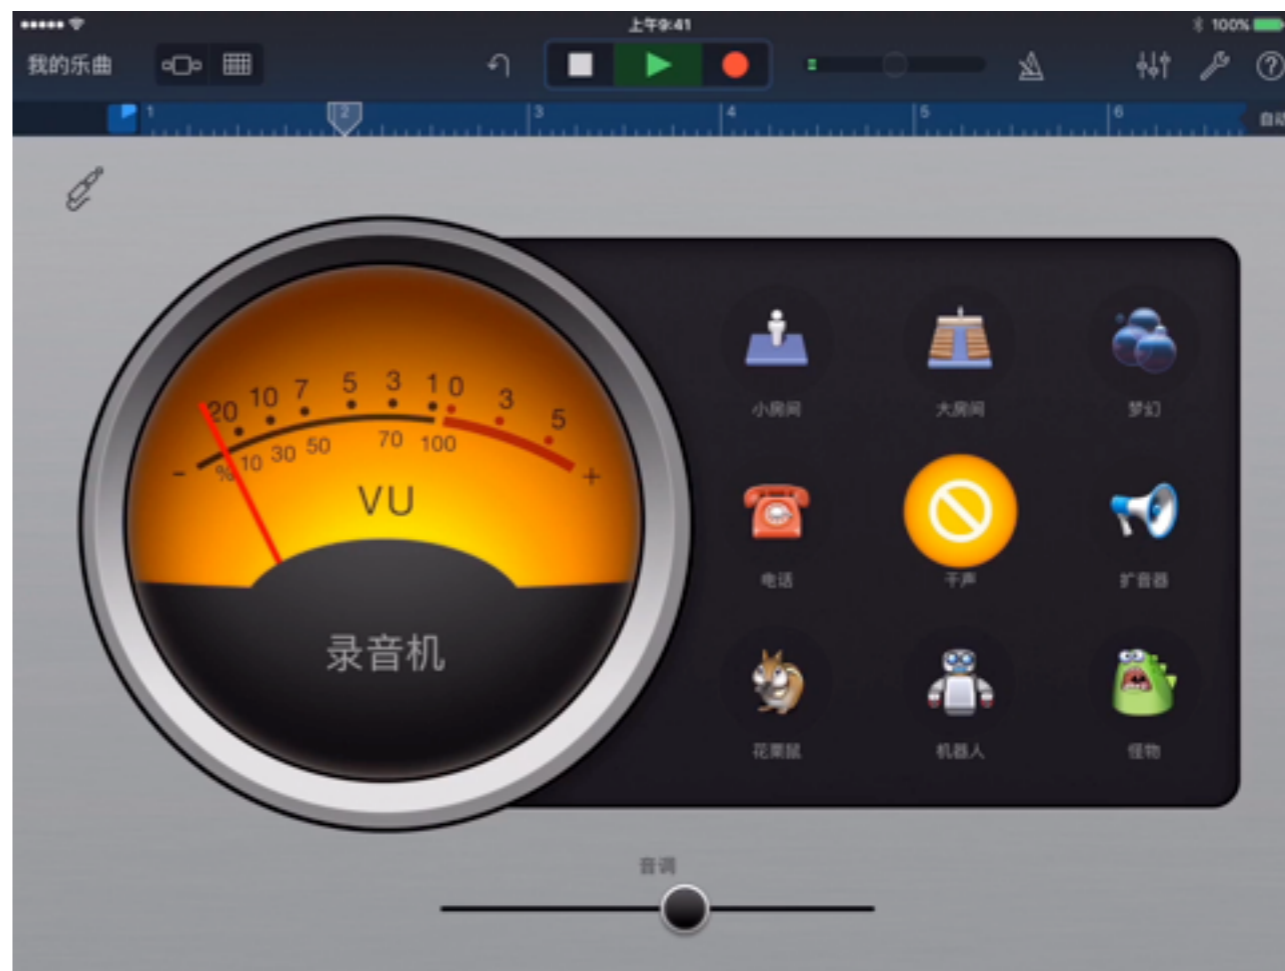 上午9:41
100%
我的乐曲
1 2 3 4 5 6 自动
20 10 7 5 3 1 0 3 5
- % 10 30 50 70 100 +
VU
录音机
小房间 大房间 梦幻
电话 干声 扩音器
花栗鼠 机器人 怪物
音调